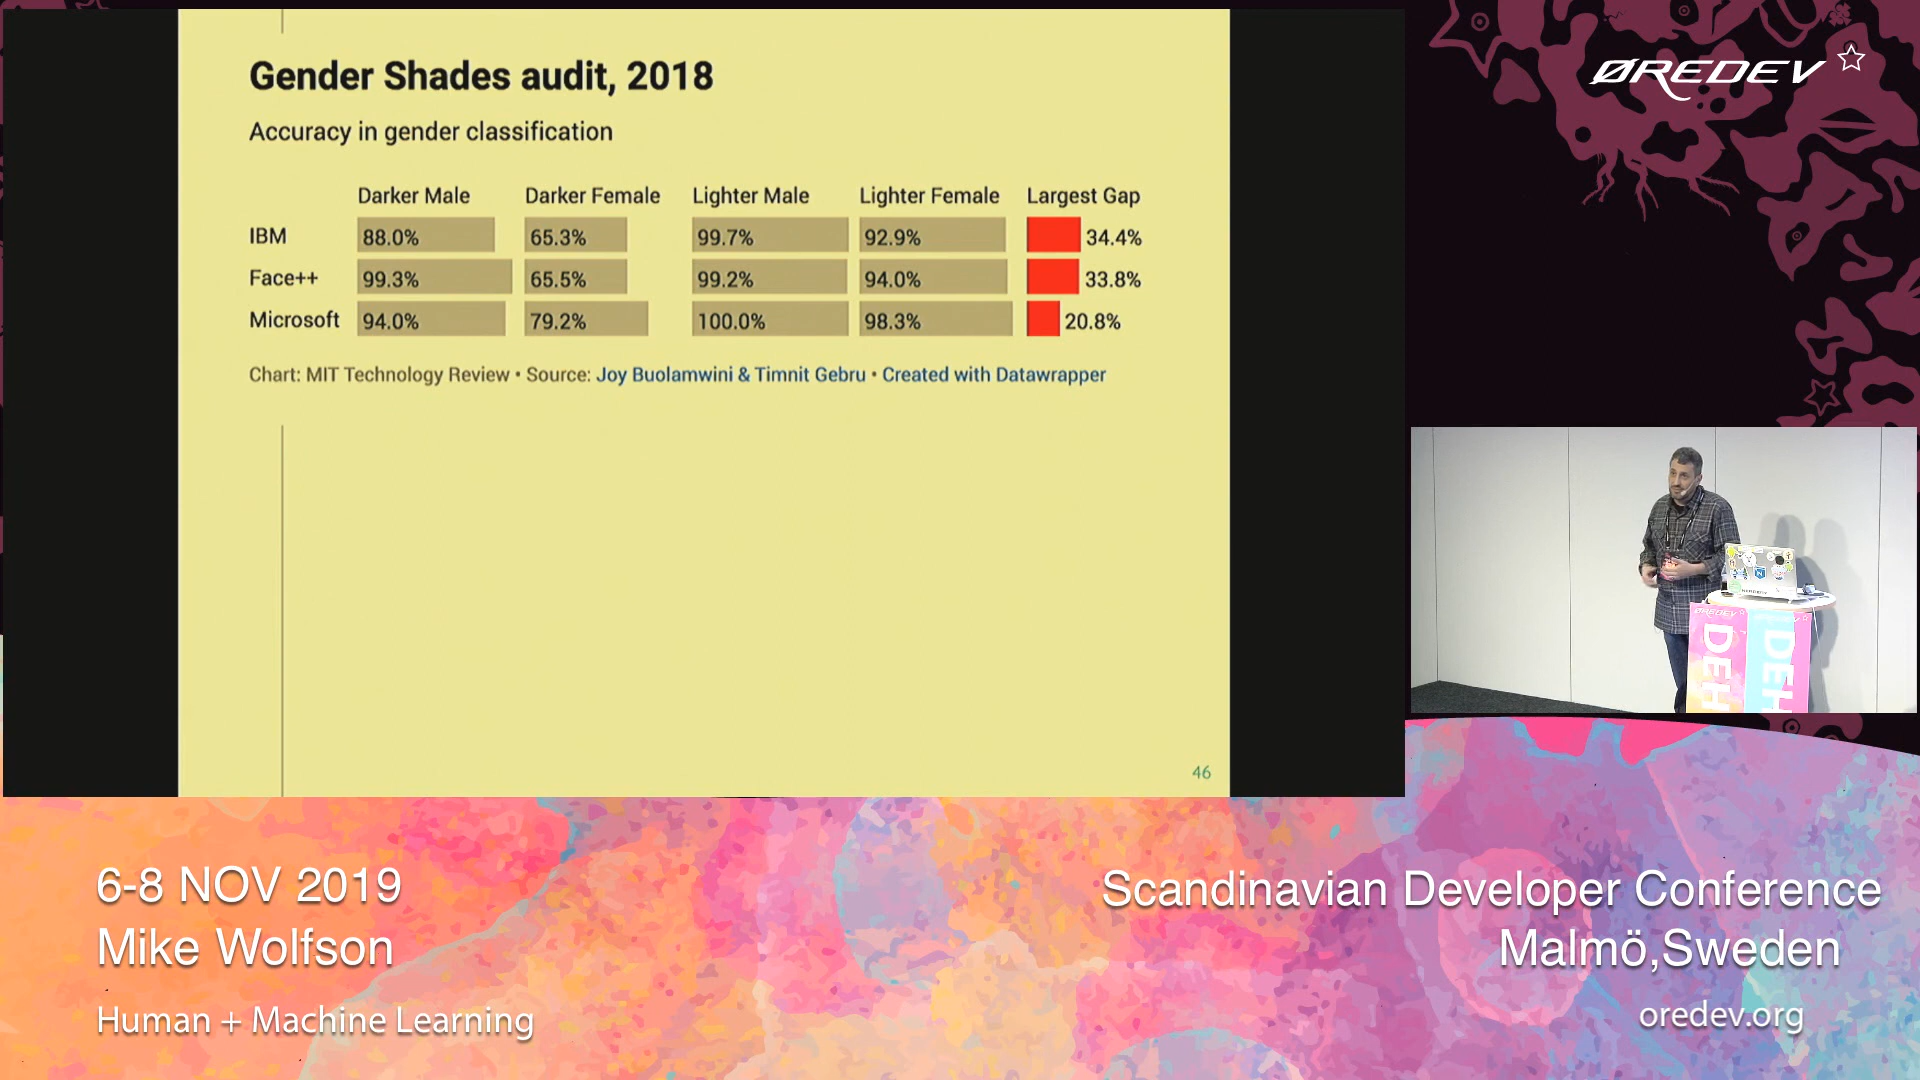 Gender Shades audit, 2018
Accuracy in gender classification
Darker Male Darker Female Lighter Male Lighter Female Largest Gap
IBM 88.0% 65.3% 99.7% 92.9% 34.4%
Face++ 99.3% 65.5% 99.2% 94.0% 33.8%
Microsoft 94.0% 79.2% 100.0% 98.3% 20.8%
Chart: MIT Technology Review • Source: Joy Buolamwini & Timnit Gebru • Created with Datawrapper
46
ØREDEV
ØREDEV
DEH
DEH
6-8 NOV 2019
Mike Wolfson
Human + Machine Learning
Scandinavian Developer Conference
Malmö,Sweden
oredev.org